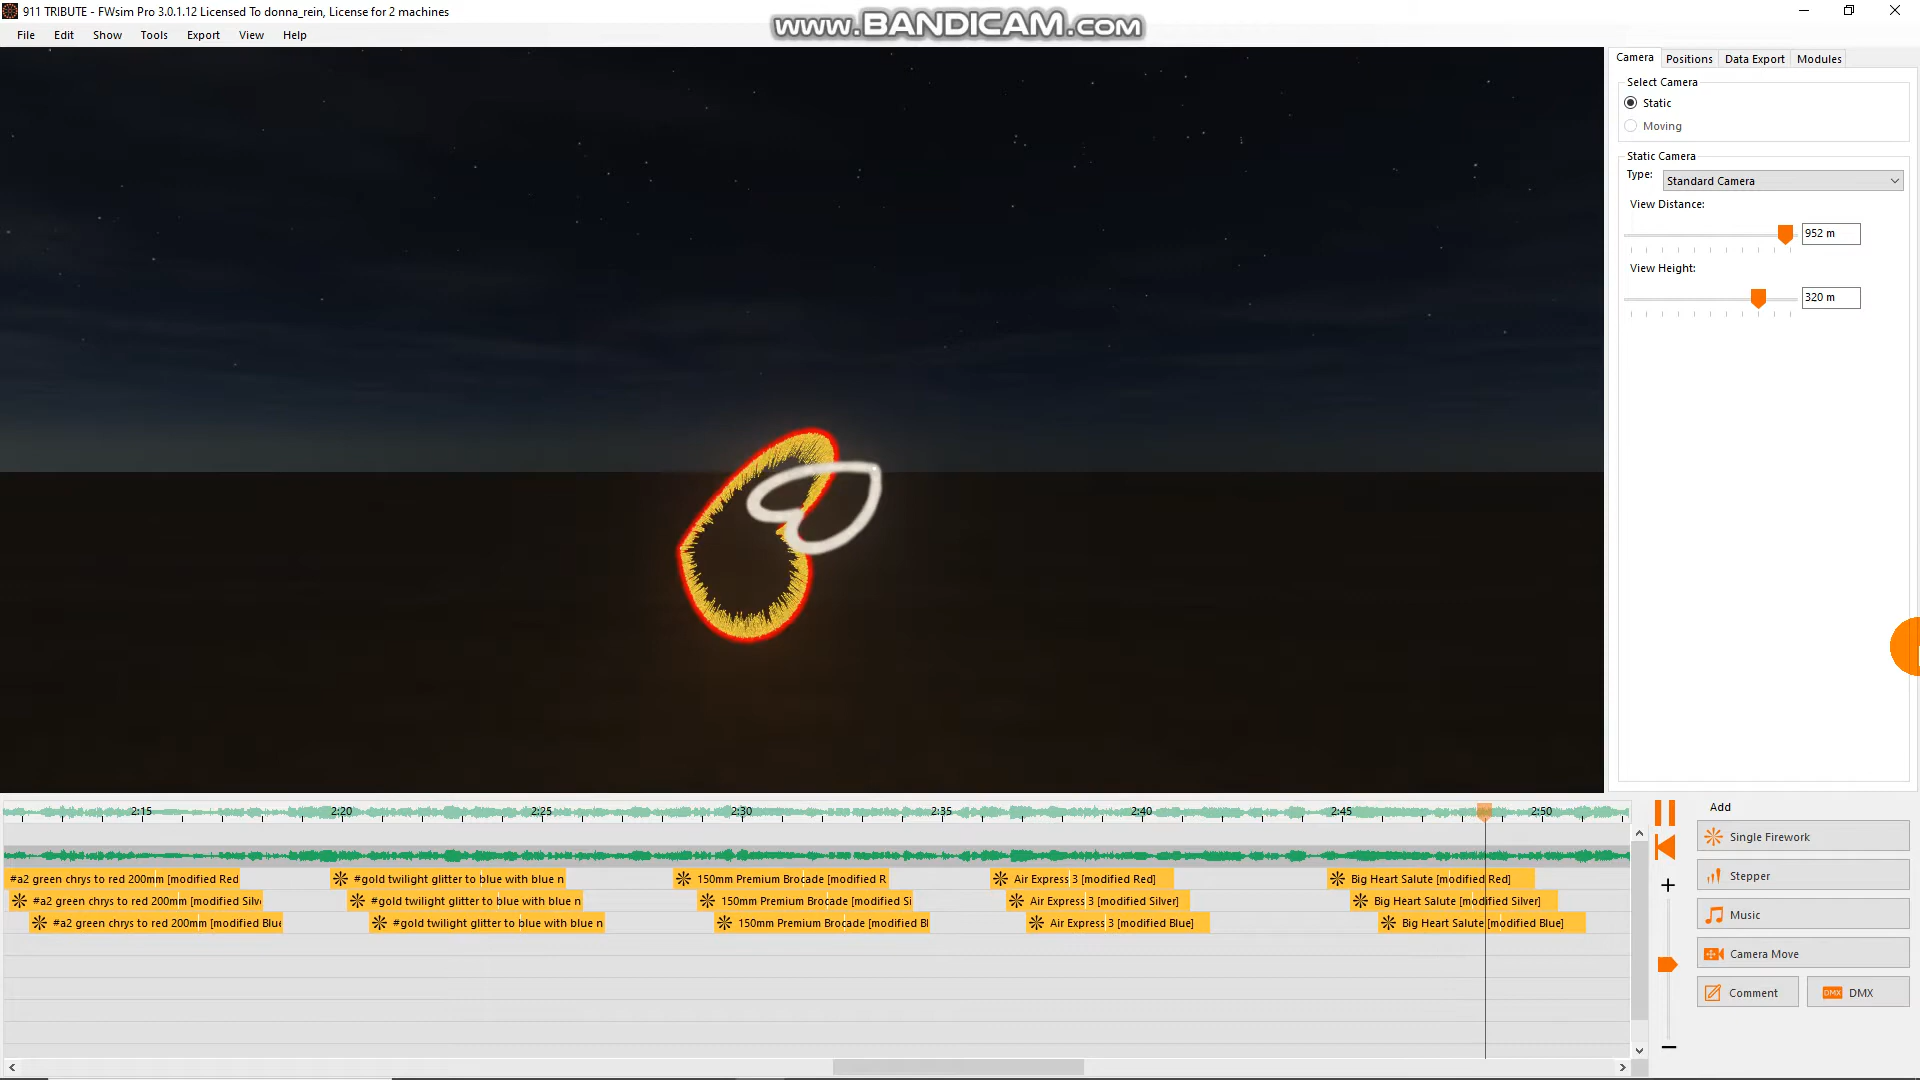 911 TRIBUTE - FWsim Pro 3.0.1.12 Licensed To donna_rein, License for 2 machines
www.BANDICAM.com
File Edit Show Tools Export View Help
Camera Positions Data Export Modules
Select Camera
Static
Moving
Static Camera
Type: Standard Camera
View Distance:
952 m
View Height:
320 m
2:15 2:20 2:25 2:30 2:35 2:40 2:45 2:50
#a2 green chrys to red 200mm [modified Red #gold twilight glitter to blue with blue n 150mm Premium Brocade [modified R Air Express 3 [modified Red] Big Heart Salute [modified Red]
#a2 green chrys to red 200mm [modified Silv #gold twilight glitter to blue with blue n 150mm Premium Brocade [modified Si Air Express 3 [modified Silver] Big Heart Salute [modified Silver]
#a2 green chrys to red 200mm [modified Blue #gold twilight glitter to blue with blue n 150mm Premium Brocade [modified Bl Air Express 3 [modified Blue] Big Heart Salute [modified Blue]
Add
Single Firework
Stepper
Music
Camera Move
Comment DMX DMX